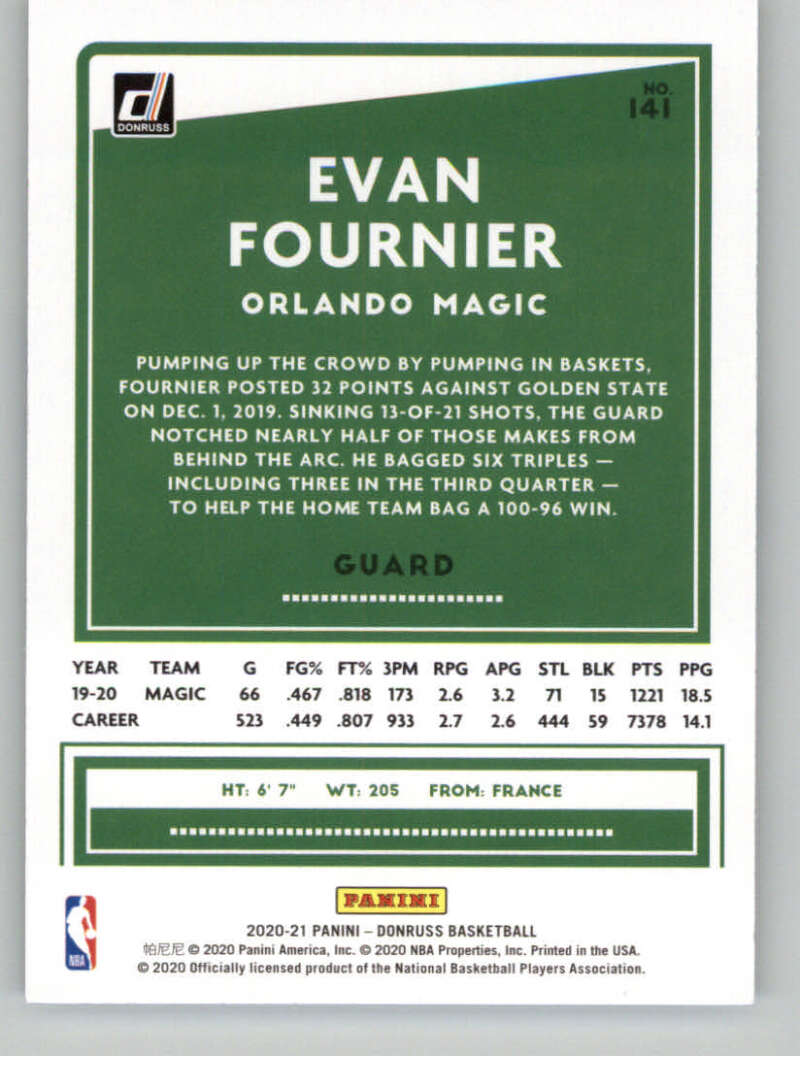 DONRUSS
NO.
141
EVAN
FOURNIER
ORLANDO MAGIC
PUMPING UP THE CROWD BY PUMPING IN BASKETS,
FOURNIER POSTED 32 POINTS AGAINST GOLDEN STATE
ON DEC. 1, 2019. SINKING 13-OF-21 SHOTS, THE GUARD
NOTCHED NEARLY HALF OF THOSE MAKES FROM
BEHIND THE ARC. HE BAGGED SIX TRIPLES —
INCLUDING THREE IN THE THIRD QUARTER —
TO HELP THE HOME TEAM BAG A 100-96 WIN.
GUARD
YEAR TEAM G FG% FT% 3PM RPG APG STL BLK PTS PPG
19-20 MAGIC 66 .467 .818 173 2.6 3.2 71 15 1221 18.5
CAREER 523 .449 .807 933 2.7 2.6 444 59 7378 14.1
HT: 6' 7" WT: 205 FROM: FRANCE
PANINI
2020-21 PANINI – DONRUSS BASKETBALL
帕尼尼 © 2020 Panini America, Inc. © 2020 NBA Properties, Inc. Printed in the USA.
© 2020 Officially licensed product of the National Basketball Players Association.
NBA